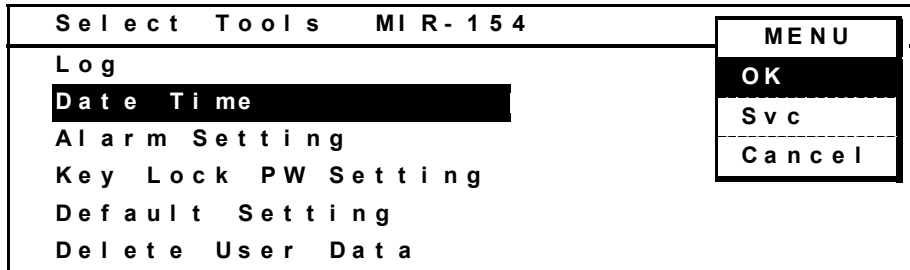 Select Tools MIR-154
MENU
Log
OK
Date Time
Svc
Alarm Setting
Cancel
Key Lock PW Setting
Default Setting
Delete User Data